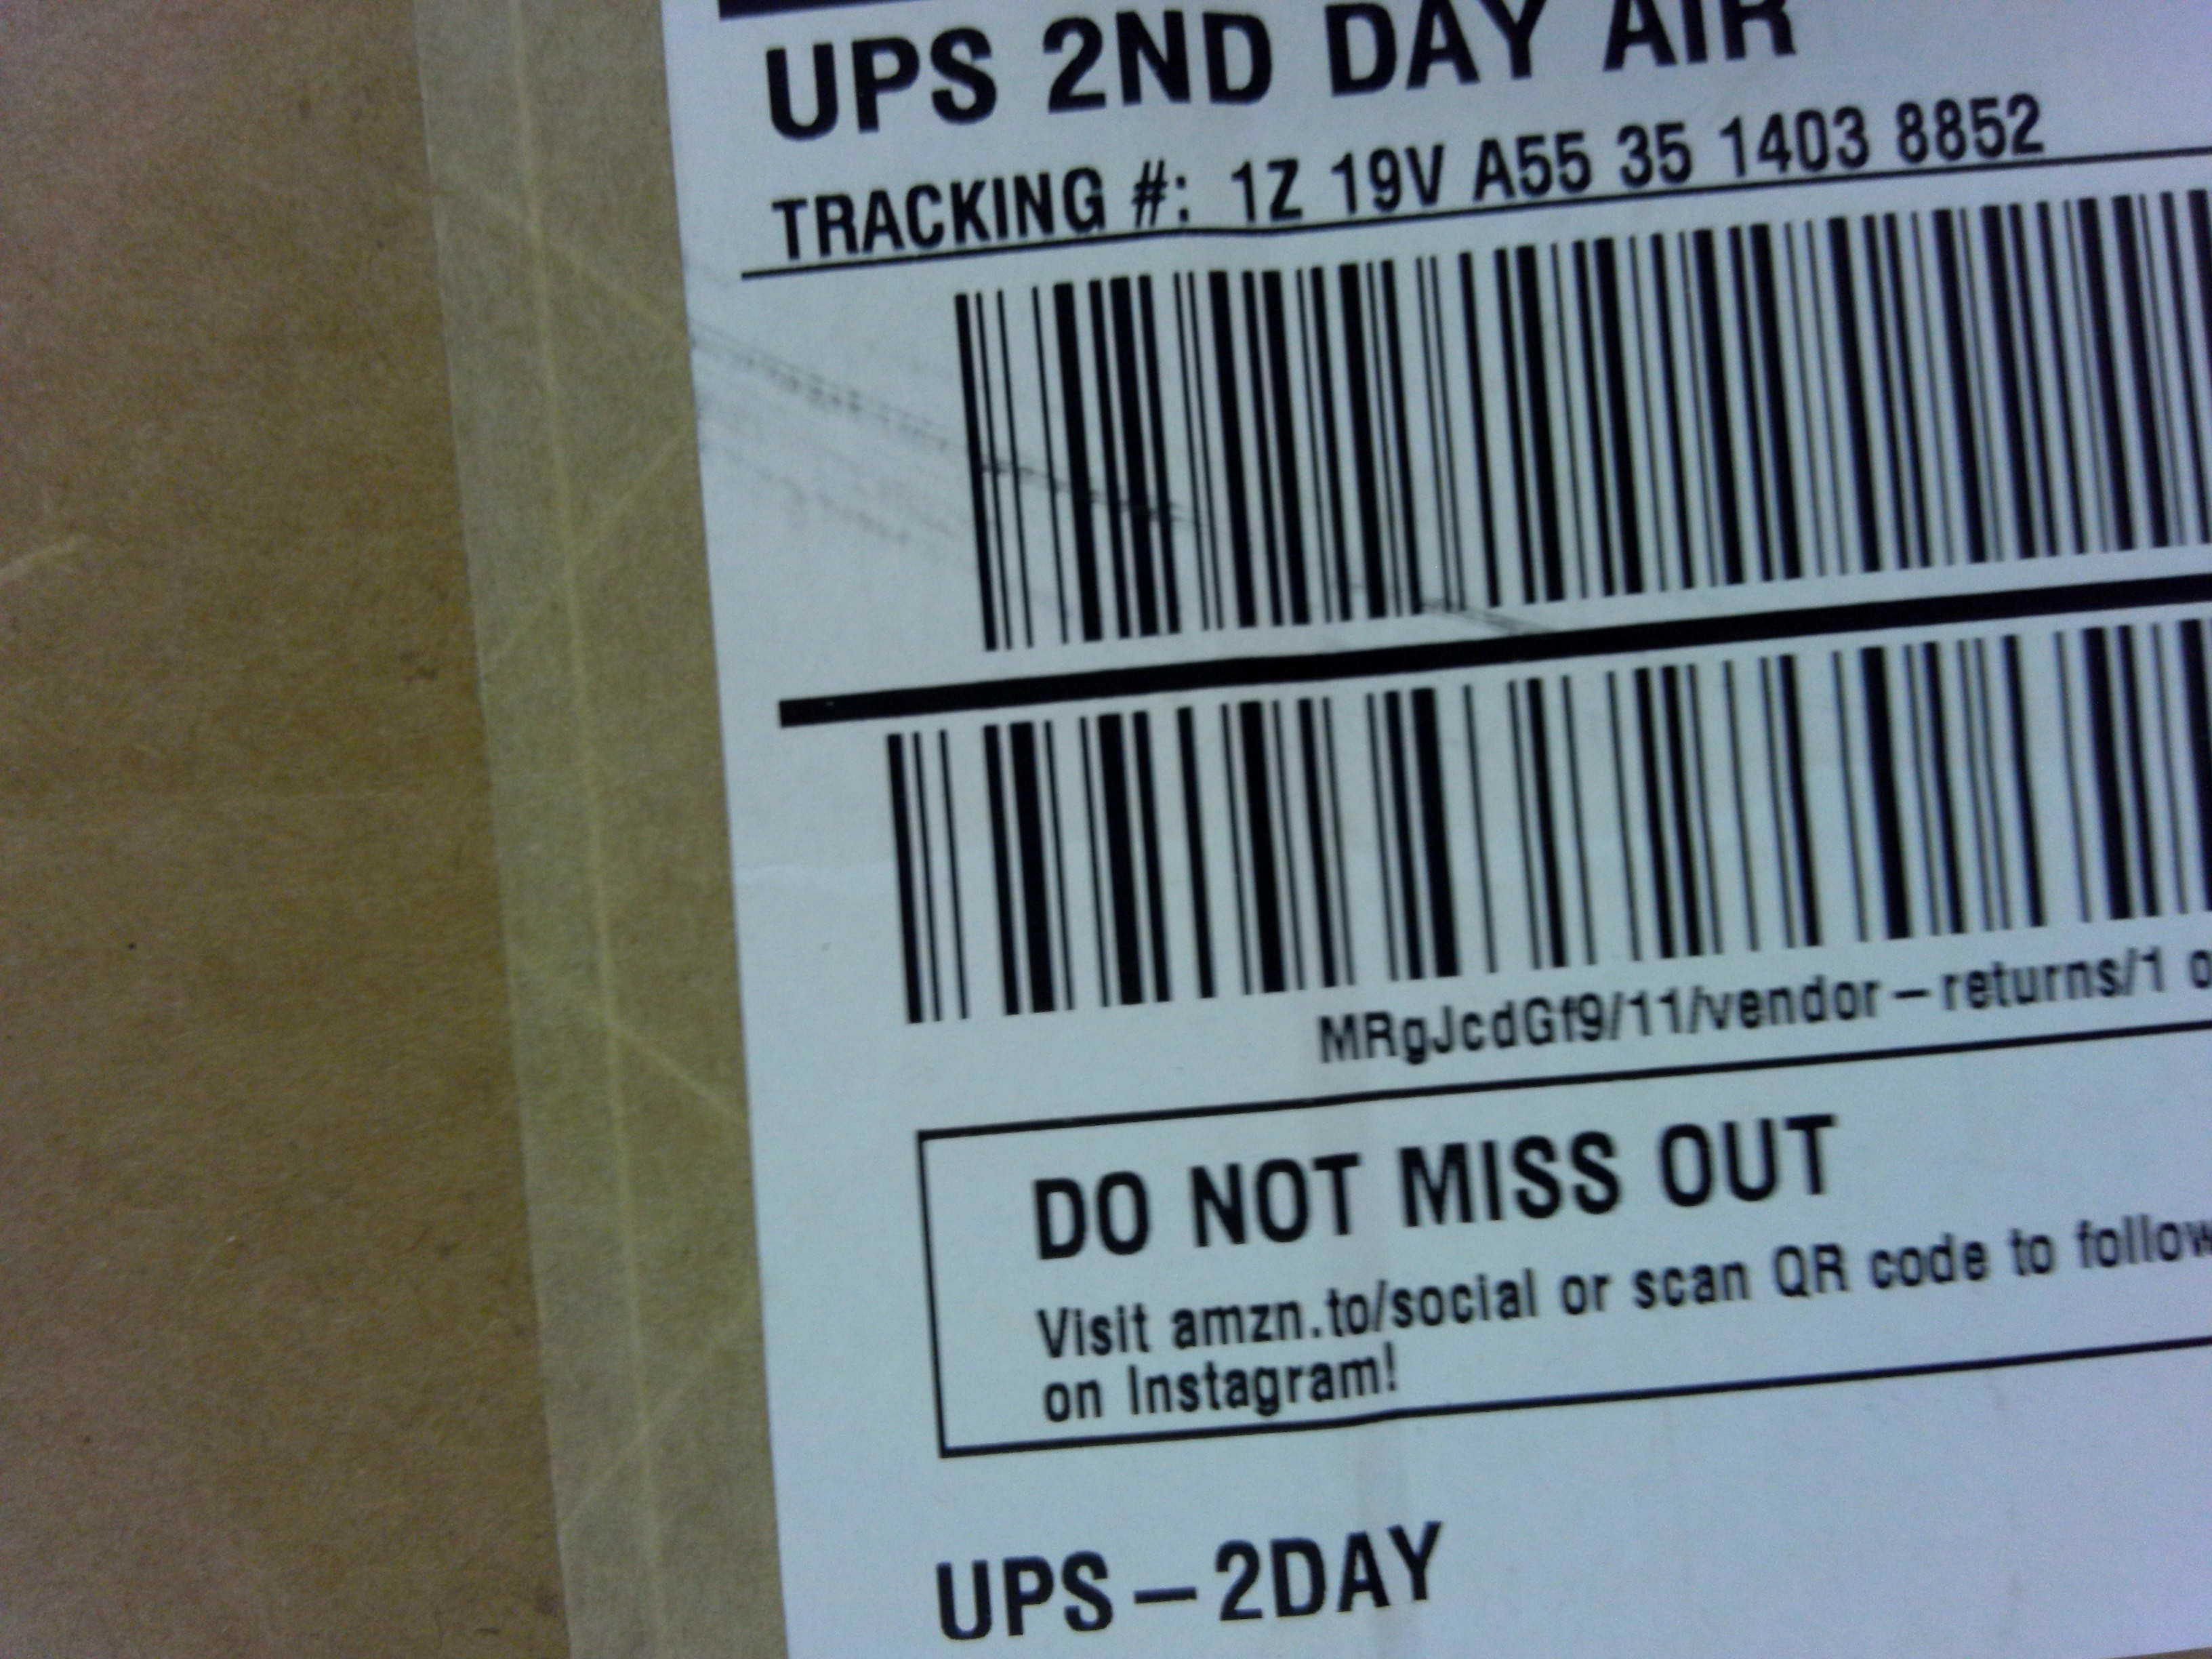 UPS 2ND DAY AIR
TRACKING #: 1Z 19V A55 35 1403 8852
MRgJcdGf9/11/vendor–returns/1 o
DO NOT MISS OUT
Visit amzn.to/social or scan QR code to follow
on Instagram!
UPS–2DAY